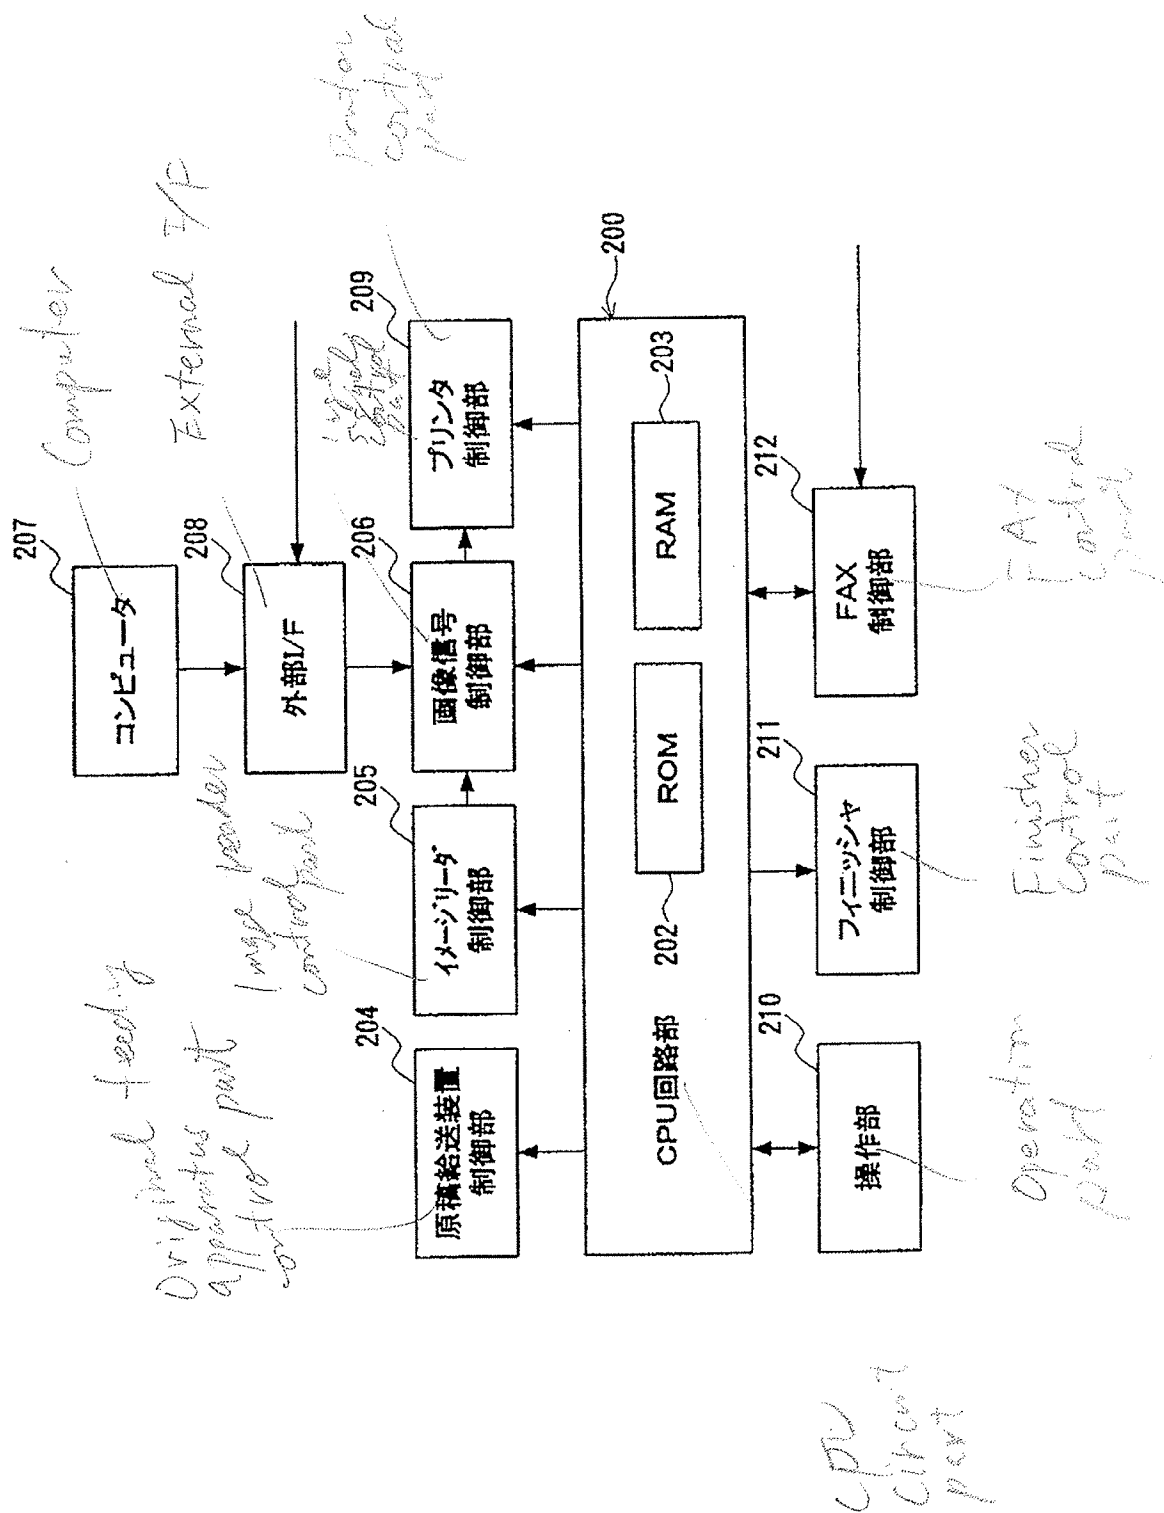 Computer
207
コンピュータ
External I/F
208
外部I/F
Original feeding
apparatus
control part
Image reader
control part
control
part
204
原稿給送装置
制御部
205
イメージリーダ
制御部
206
画像信号
制御部
209
プリンタ
制御部
200
CPU回路部
202
ROM
RAM
203
210
操作部
211
フィニッシャ
制御部
212
FAX
制御部
CPU
circuit
part
Operation
part
Finisher
control
part
FAX
control
part